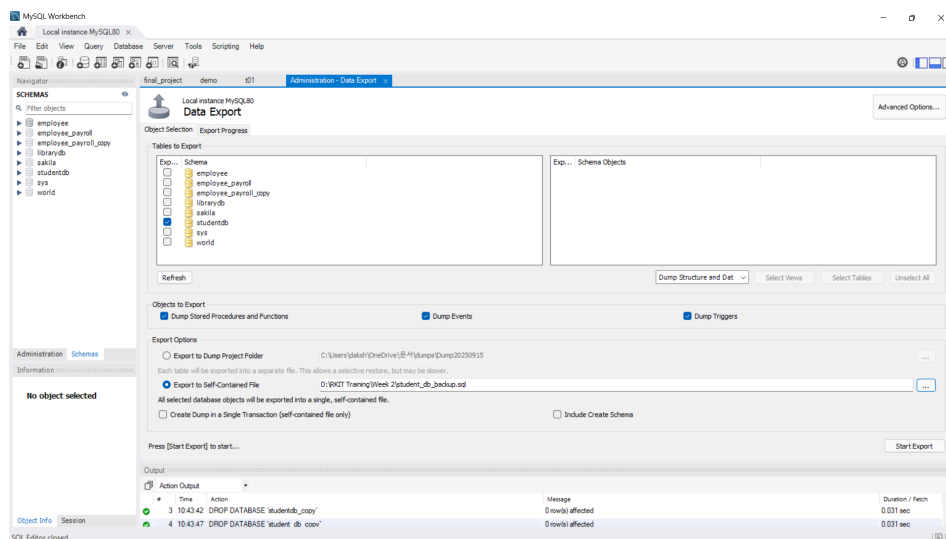 MySQL Workbench
Local instance MySQL80 ×
File Edit View Query Database Server Tools Scripting Help
Navigator
SCHEMAS
Filter objects
employee
employee_payroll
employee_payroll_copy
librarydb
sakila
studentdb
sys
world
Administration Schemas
Information
No object selected
Object Info Session
SQL Editor closed
final_project demo t01 Administration - Data Export ×
Local instance MySQL80
Data Export
Advanced Options...
Object Selection Export Progress
Tables to Export
Exp... Schema
employee
employee_payroll
employee_payroll_copy
librarydb
sakila
studentdb
sys
world
Exp... Schema Objects
Refresh Dump Structure and Dat Select Views Select Tables Unselect All
Objects to Export
Dump Stored Procedures and Functions Dump Events Dump Triggers
Export Options
Export to Dump Project Folder C:\Users\daksh\OneDrive\문서\dumps\Dump20250915 ...
Each table will be exported into a separate file. This allows a selective restore, but may be slower.
Export to Self-Contained File D:\RKIT Training\Week 2\student_db_backup.sql ...
All selected database objects will be exported into a single, self-contained file.
Create Dump in a Single Transaction (self-contained file only) Include Create Schema
Press [Start Export] to start... Start Export
Output
Action Output
# Time Action Message Duration / Fetch
3 10:43:42 DROP DATABASE `studentdb_copy` 0 row(s) affected 0.031 sec
4 10:43:47 DROP DATABASE `student_db_copy` 0 row(s) affected 0.031 sec